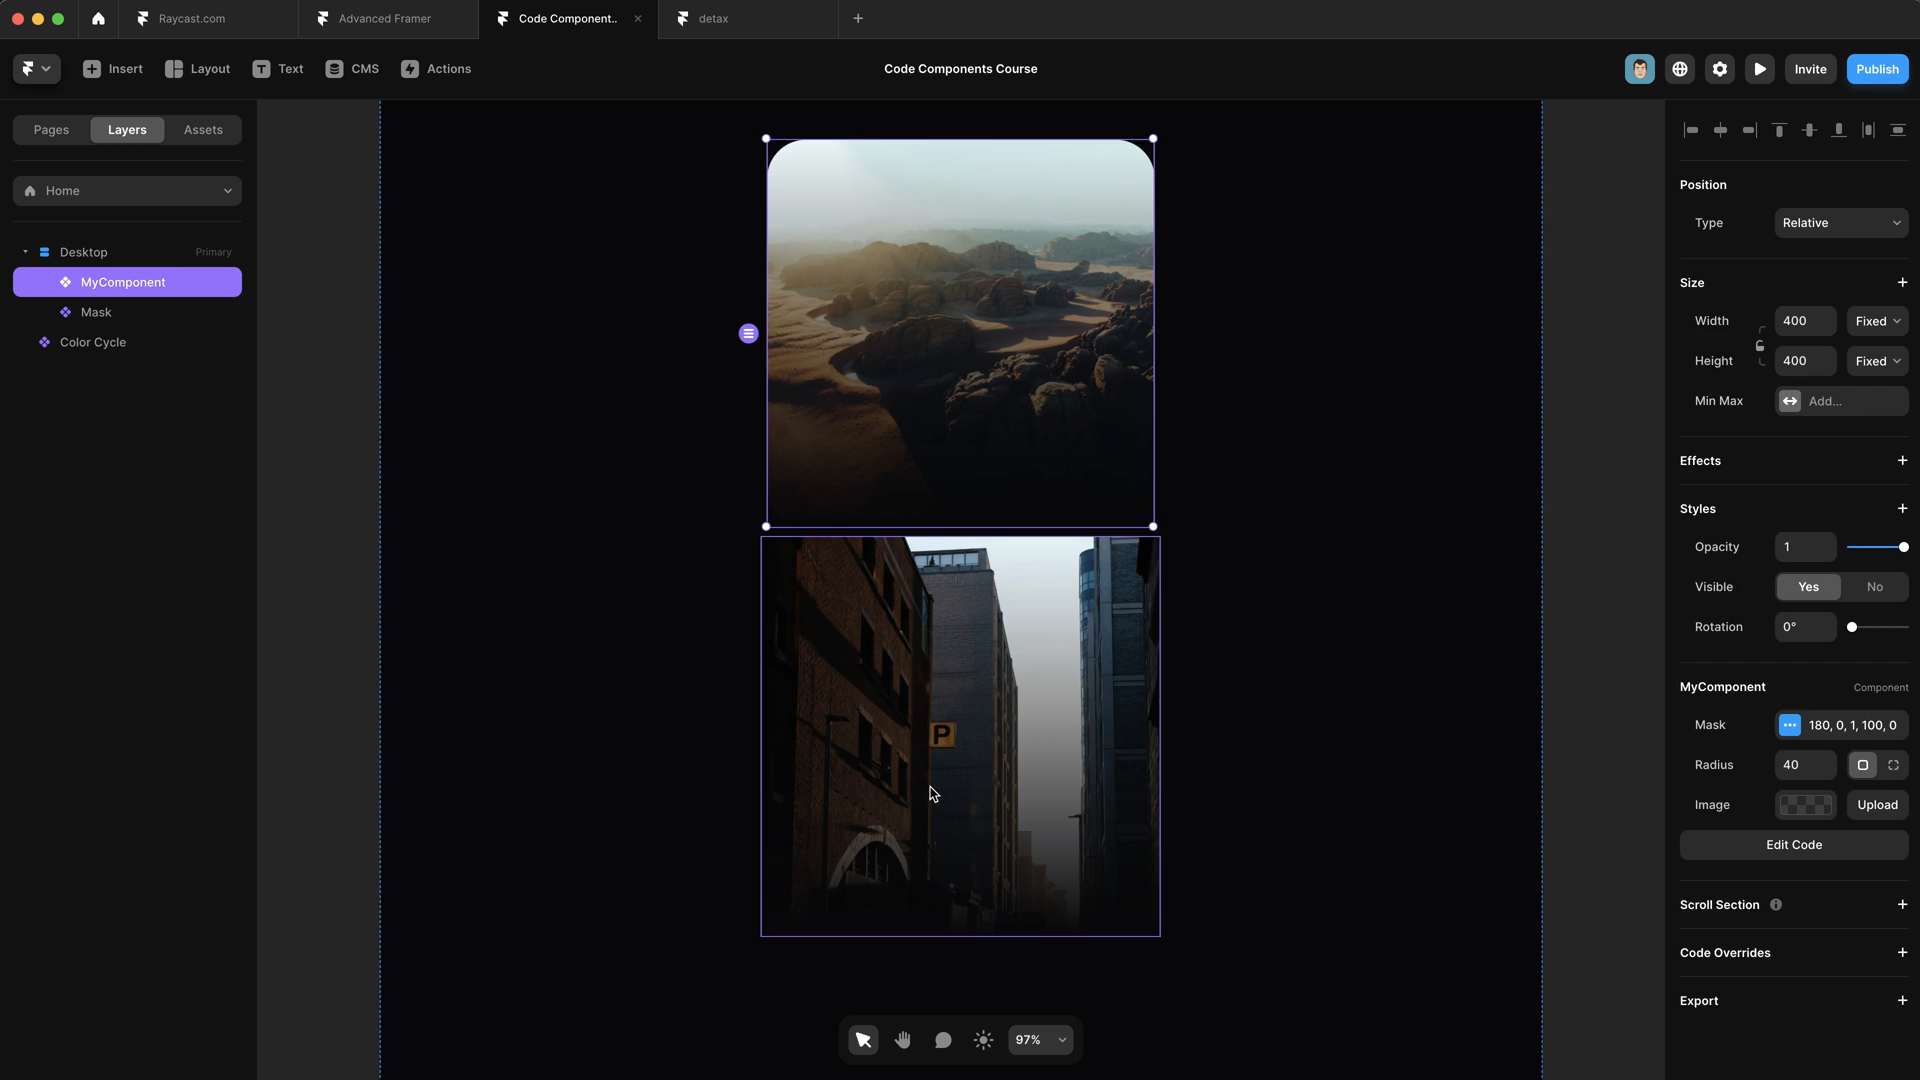 Raycast.com
Advanced Framer
Code Component..
detax
Insert
Layout
Text
CMS
Actions
Code Components Course
Invite
Publish
Pages
Layers
Assets
Home
Desktop
Primary
MyComponent
Mask
Color Cycle
P
97%
Position
Type
Relative
Size
Width
400
Fixed
Height
400
Fixed
Min Max
Add...
Effects
Styles
Opacity
1
Visible
Yes
No
Rotation
0°
MyComponent
Component
Mask
180, 0, 1, 100, 0
Radius
40
Image
Upload
Edit Code
Scroll Section
Code Overrides
Export